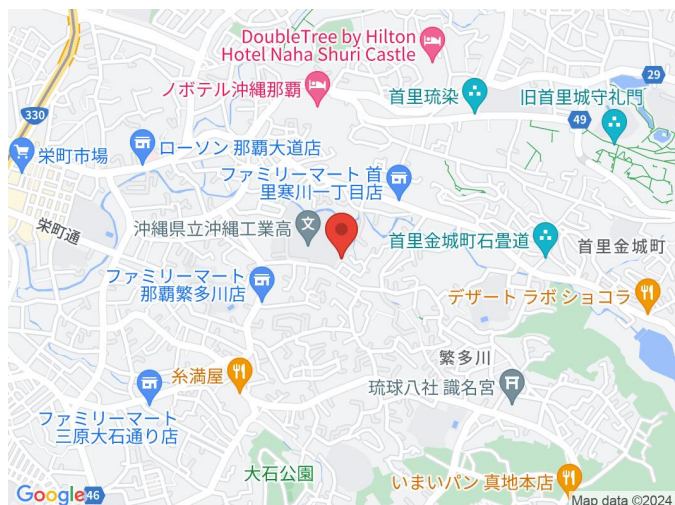 DoubleTree by Hilton
Hotel Naha Shuri Castle
29
ノボテル沖縄那覇
首里琉染
旧首里城守礼門
330
49
49
栄町市場
ローソン 那覇大道店
ファミリーマート 首
里寒川一丁目店
栄町通
沖縄県立沖縄工業高
文
首里金城町石畳道
首里金城町
ファミリーマート
那覇繁多川店
デザート ラボ ショコラ
繁多川
糸満屋
琉球八社 識名宮
ファミリーマート
三原大石通り店
大石公園
いまいパン 真地本店
Google
46
Map data ©2024